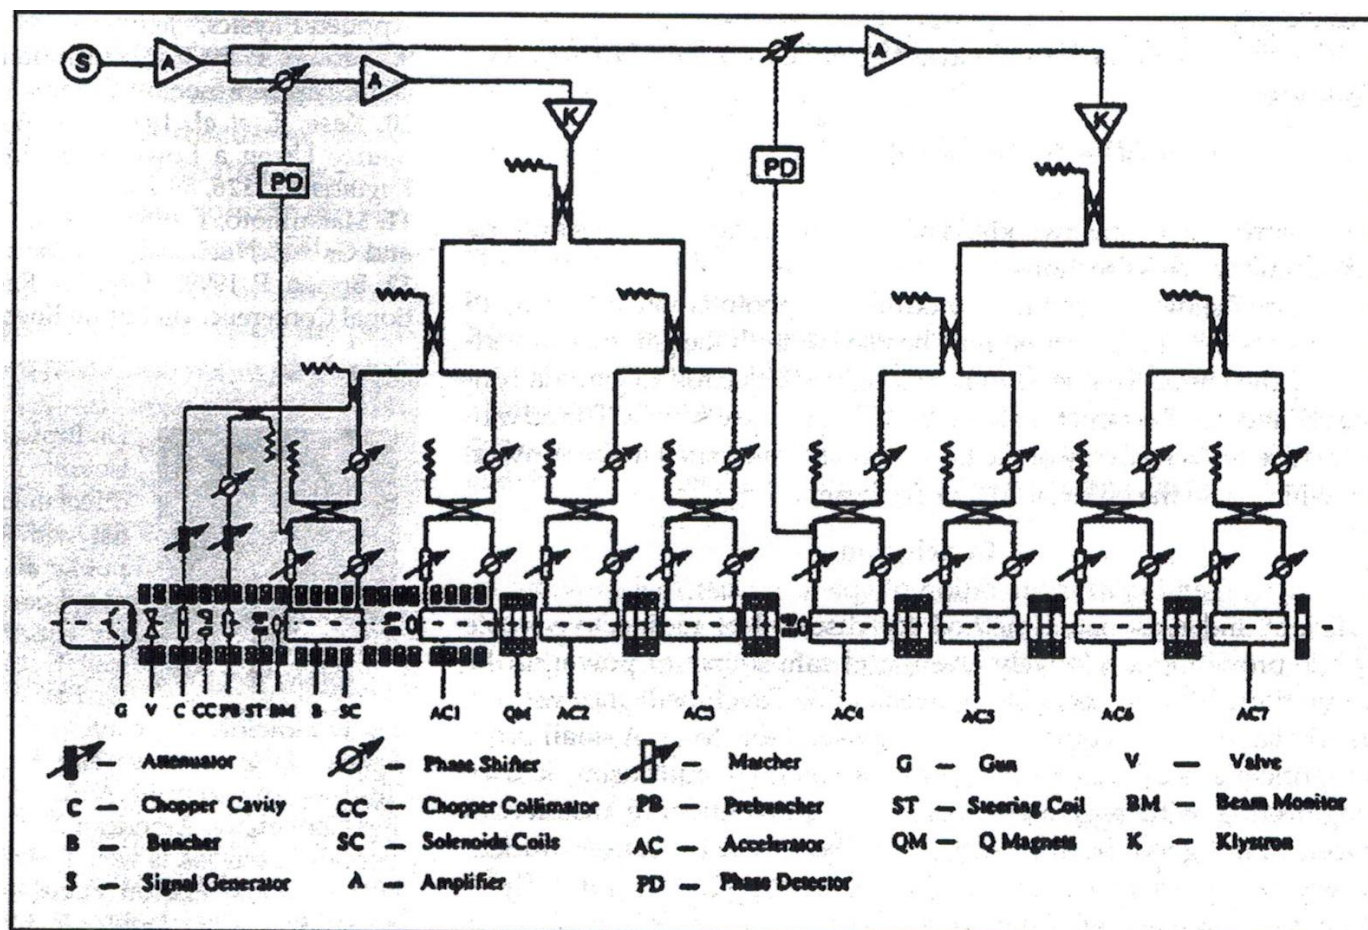 S A A A
K K
PD PD
G V C CC PB ST BM B SC AC1 QM AC2 AC3 AC4 AC5 AC6 AC7
Attenuator Phase Shifter Matcher G — Gun V — Valve
C — Chopper Cavity CC — Chopper Collimator PB — Prebuncher ST — Steering Coil BM — Beam Monitor
B — Buncher SC — Solenoids Coils AC — Accelerator QM — Q Magnets K — Klystron
S — Signal Generator A — Amplifier PD — Phase Detector